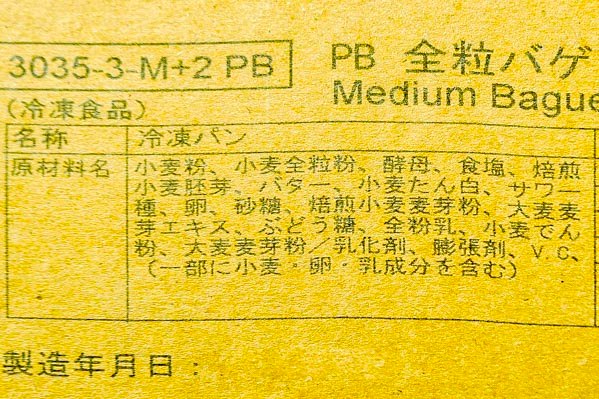 3035-3-M+2 PB
PB 全粒バゲ
Medium Bague
(冷凍食品)
名称 冷凍パン
原材料名 小麦粉、小麦全粒粉、酵母、食塩、焙煎
小麦胚芽、バター、小麦たん白、サワー
種、卵、砂糖、焙煎小麦麦芽粉、大麦麦
芽エキス、ぶどう糖、全粉乳、小麦でん
粉、大麦麦芽粉／乳化剤、膨張剤、V.C、
(一部に小麦・卵・乳成分を含む)
製造年月日：